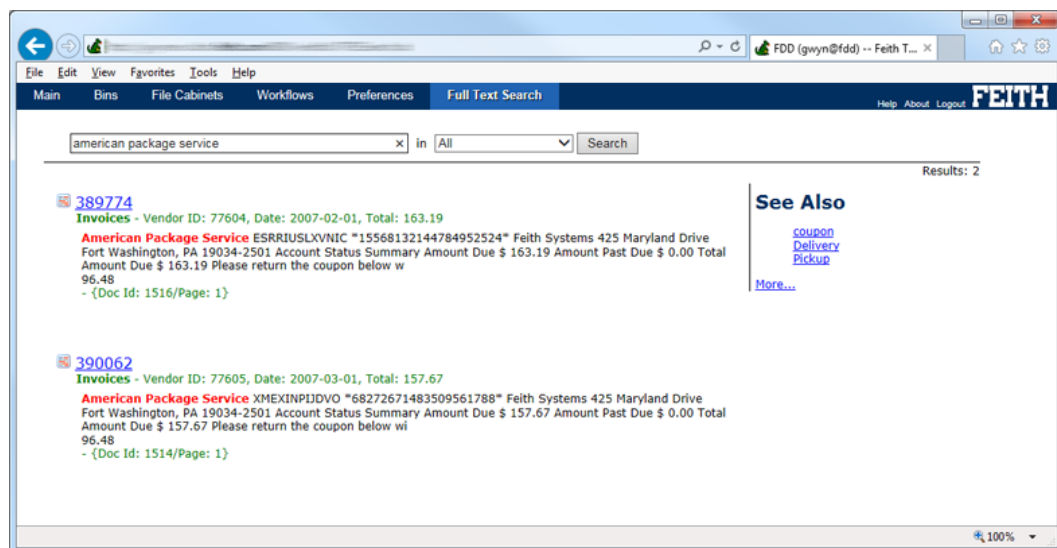 FDD (gwyn@fdd) -- Feith T...
File Edit View Favorites Tools Help
Main Bins File Cabinets Workflows Preferences Full Text Search Help About Logout FEITH
american package service × in All Search
Results: 2
389774
Invoices - Vendor ID: 77604, Date: 2007-02-01, Total: 163.19
American Package Service ESRRIUSLXVNIC "15568132144784952524" Feith Systems 425 Maryland Drive
Fort Washington, PA 19034-2501 Account Status Summary Amount Due $ 163.19 Amount Past Due $ 0.00 Total
Amount Due $ 163.19 Please return the coupon below w
96.48
- {Doc Id: 1516/Page: 1}
See Also
coupon
Delivery
Pickup
More...
390062
Invoices - Vendor ID: 77605, Date: 2007-03-01, Total: 157.67
American Package Service XMEXINPIJDVO "682726714835095617​88" Feith Systems 425 Maryland Drive
Fort Washington, PA 19034-2501 Account Status Summary Amount Due $ 157.67 Amount Past Due $ 0.00 Total
Amount Due $ 157.67 Please return the coupon below wi
96.48
- {Doc Id: 1514/Page: 1}
100%